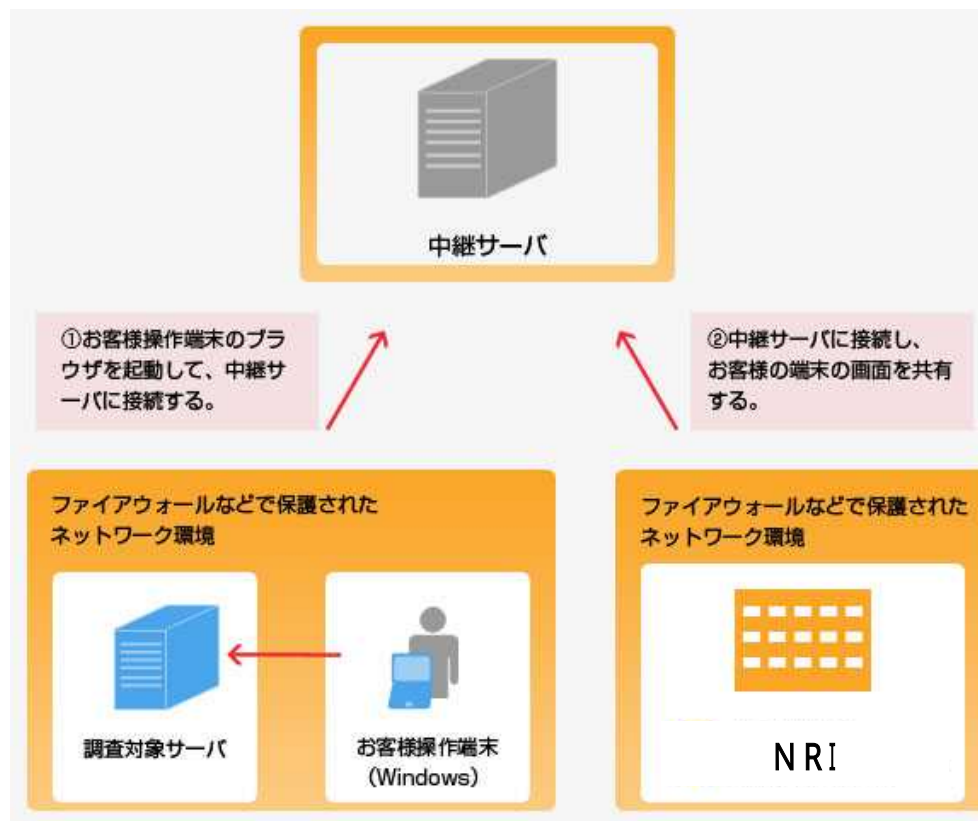 中継サーバ
①お客様操作端末のブラ
ウザを起動して、中継サ
ーバに接続する。
②中継サーバに接続し、
お客様の端末の画面を共有
する。
ファイアウォールなどで保護された
ネットワーク環境
調査対象サーバ
お客様操作端末
（Windows）
ファイアウォールなどで保護された
ネットワーク環境
NRI